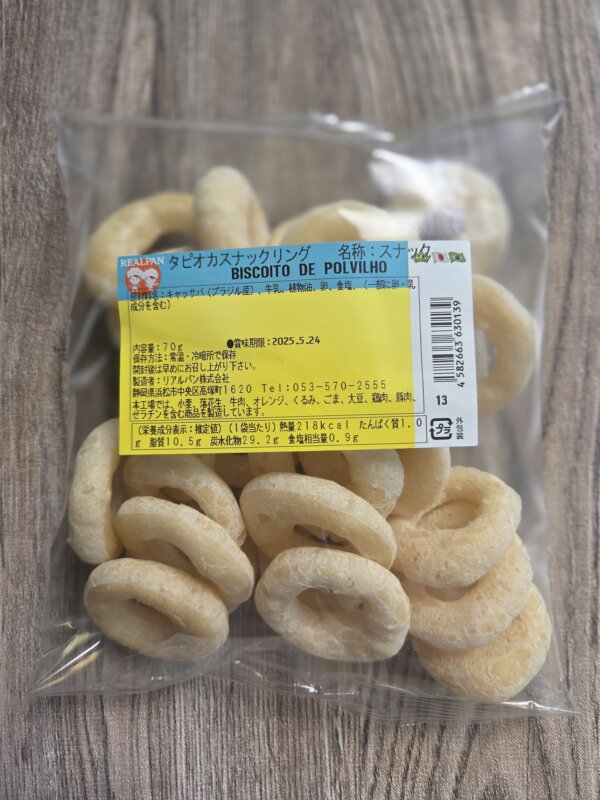 REALPAN
タピオカスナックリング 名称:スナック
BISCOITO DE POLVILHO
原材料名:キャッサバ(ブラジル産)、牛乳、植物油、卵、食塩、(一部に卵・乳
成分を含む)
内容量:70g ●賞味期限:2025.5.24
保存方法:常温・冷暗所で保存
開封後は早めにお召し上がり下さい。
製造者:リアルパン株式会社
静岡県浜松市中央区高塚町1620 Tel:053-570-2555
本工場では、小麦、落花生、牛肉、オレンジ、くるみ、ごま、大豆、鶏肉、豚肉、
ゼラチンを含む商品を製造しています。
(栄養成分表示:推定値)(1袋当たり)熱量218kcal たんぱく質1.0
g 脂質10.5g 炭水化物29.2g 食塩相当量0.9g
4 582663 630139
13
プラ
外包装